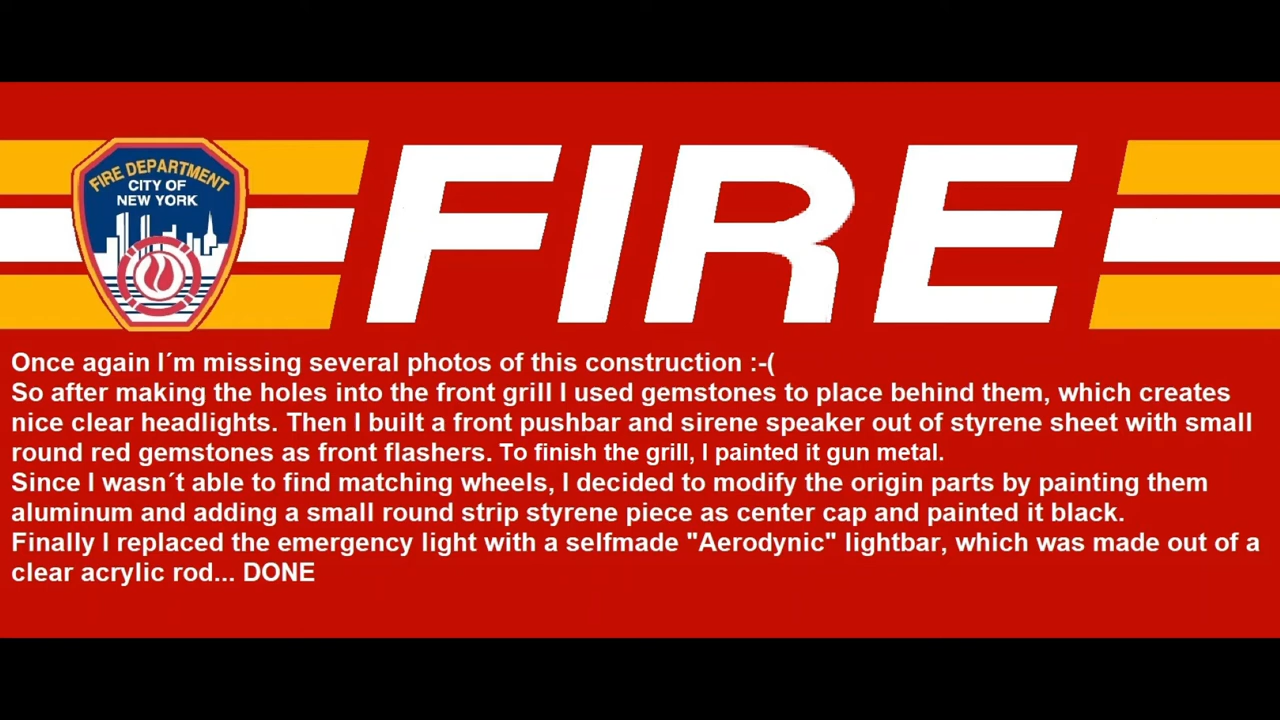 FIRE DEPARTMENT
CITY OF
NEW YORK
FIRE
Once again I´m missing several photos of this construction :-(
So after making the holes into the front grill I used gemstones to place behind them, which creates
nice clear headlights. Then I built a front pushbar and sirene speaker out of styrene sheet with small
round red gemstones as front flashers. To finish the grill, I painted it gun metal.
Since I wasn´t able to find matching wheels, I decided to modify the origin parts by painting them
aluminum and adding a small round strip styrene piece as center cap and painted it black.
Finally I replaced the emergency light with a selfmade "Aerodynic" lightbar, which was made out of a
clear acrylic rod... DONE